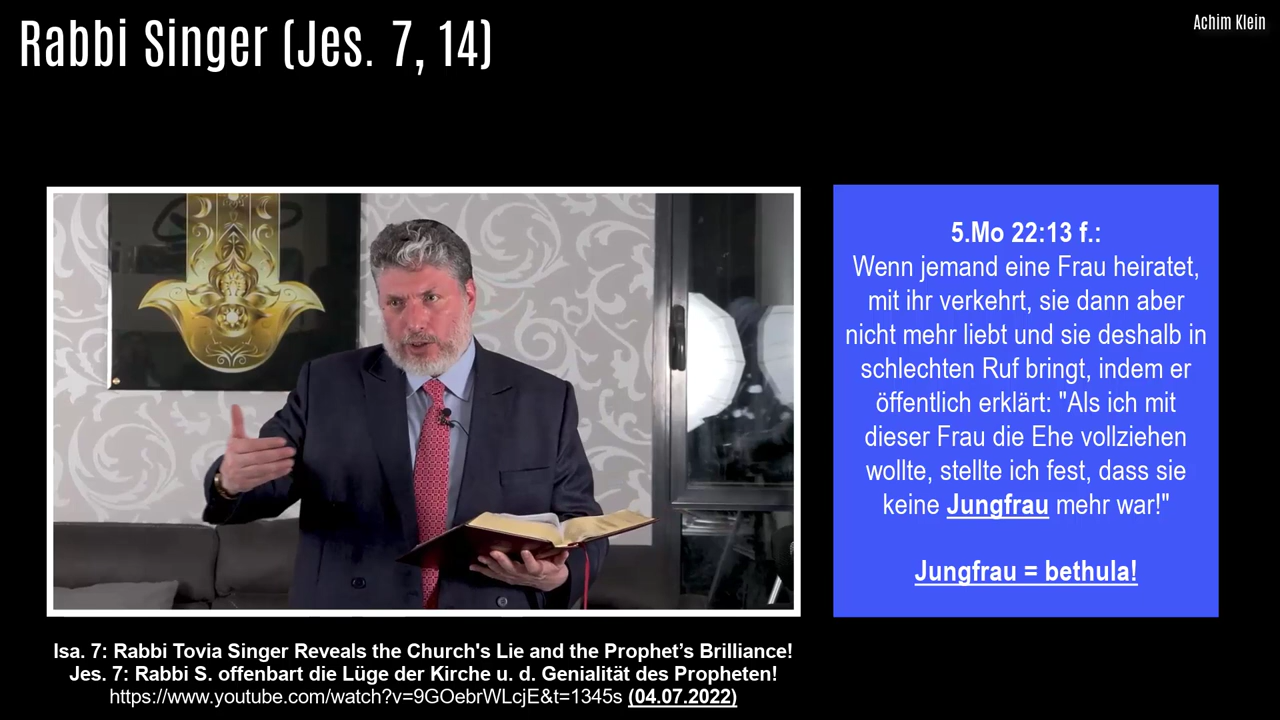 Rabbi Singer (Jes. 7, 14)
Achim Klein
5.Mo 22:13 f.:
Wenn jemand eine Frau heiratet,
mit ihr verkehrt, sie dann aber
nicht mehr liebt und sie deshalb in
schlechten Ruf bringt, indem er
öffentlich erklärt: "Als ich mit
dieser Frau die Ehe vollziehen
wollte, stellte ich fest, dass sie
keine Jungfrau mehr war!"
Jungfrau = bethula!
Isa. 7: Rabbi Tovia Singer Reveals the Church's Lie and the Prophet’s Brilliance!
Jes. 7: Rabbi S. offenbart die Lüge der Kirche u. d. Genialität des Propheten!
https://www.youtube.com/watch?v=9GOebrWLcjE&t=1345s (04.07.2022)